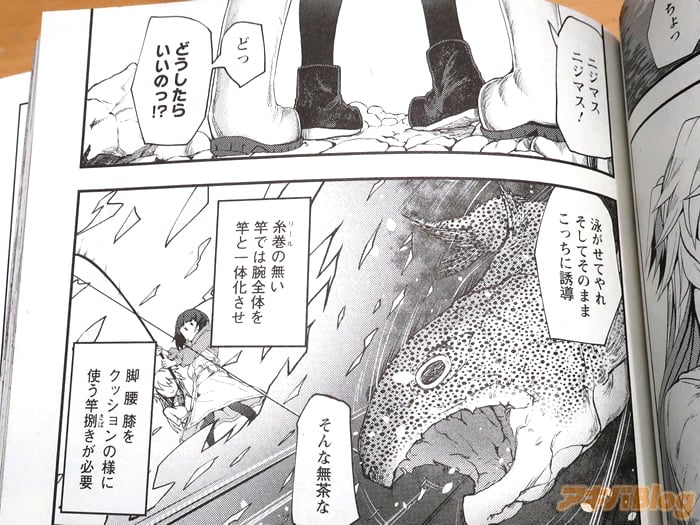 ちょっ
ニジマス
ニジマス!
どっ
どうしたら
いいのっ!?
泳がせてやれ
そしてそのまま
こっちに誘導
糸巻の無い
リール
竿では腕全体を
竿と一体化させ
脚 腰 膝を
クッションの様に
使う竿捌きが必要
さば
そんな無茶な
アキバBlog